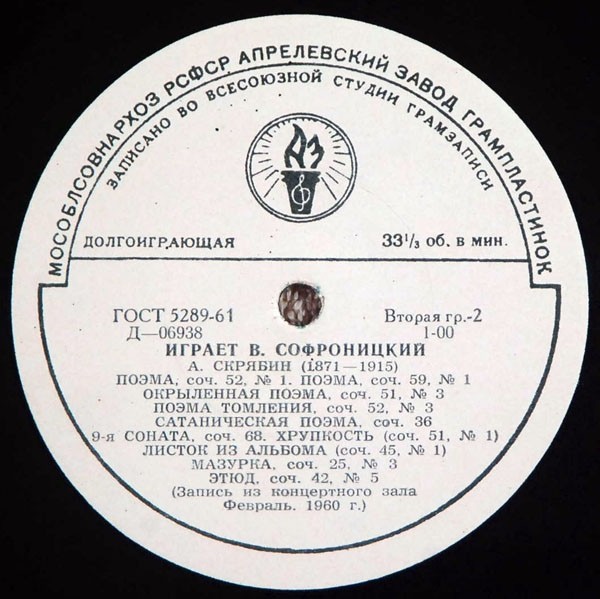 МОСОБЛСОВНАРХОЗ РСФСР АПРЕЛЕВСКИЙ ЗАВОД ГРАМПЛАСТИНОК
ЗАПИСАНО ВО ВСЕСОЮЗНОЙ СТУДИИ ГРАМЗАПИСИ
АЗ
ДОЛГОИГРАЮЩАЯ 33 1/3 об. в мин.
ГОСТ 5289-61 Вторая гр.-2
Д—06938 1-00
ИГРАЕТ В. СОФРОНИЦКИЙ
А. СКРЯБИН (1871—1915)
ПОЭМА, соч. 52, № 1. ПОЭМА, соч. 59, № 1
ОКРЫЛЕННАЯ ПОЭМА, соч. 51, № 3
ПОЭМА ТОМЛЕНИЯ, соч. 52, № 3
САТАНИЧЕСКАЯ ПОЭМА, соч. 36
9-я СОНАТА, соч. 68. ХРУПКОСТЬ (соч. 51, № 1)
ЛИСТОК ИЗ АЛЬБОМА (соч. 45, № 1)
МАЗУРКА, соч. 25, № 3
ЭТЮД, соч. 42, № 5
(Запись из концертного зала
Февраль. 1960 г.)